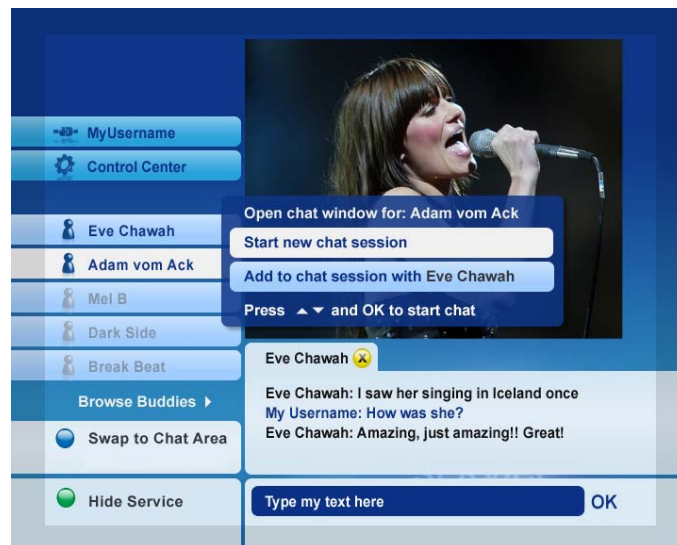 MyUsername
Control Center
Eve Chawah
Adam vom Ack
Mel B
Dark Side
Break Beat
Browse Buddies
Swap to Chat Area
Hide Service
Open chat window for: Adam vom Ack
Start new chat session
Add to chat session with Eve Chawah
Press ▲▼ and OK to start chat
Eve Chawah X
Eve Chawah: I saw her singing in Iceland once
My Username: How was she?
Eve Chawah: Amazing, just amazing!! Great!
Type my text here
OK